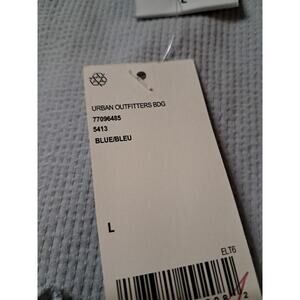 L
URBAN OUTFITTERS BDG
77096485
5413
BLUE/BLEU
L
ELT6